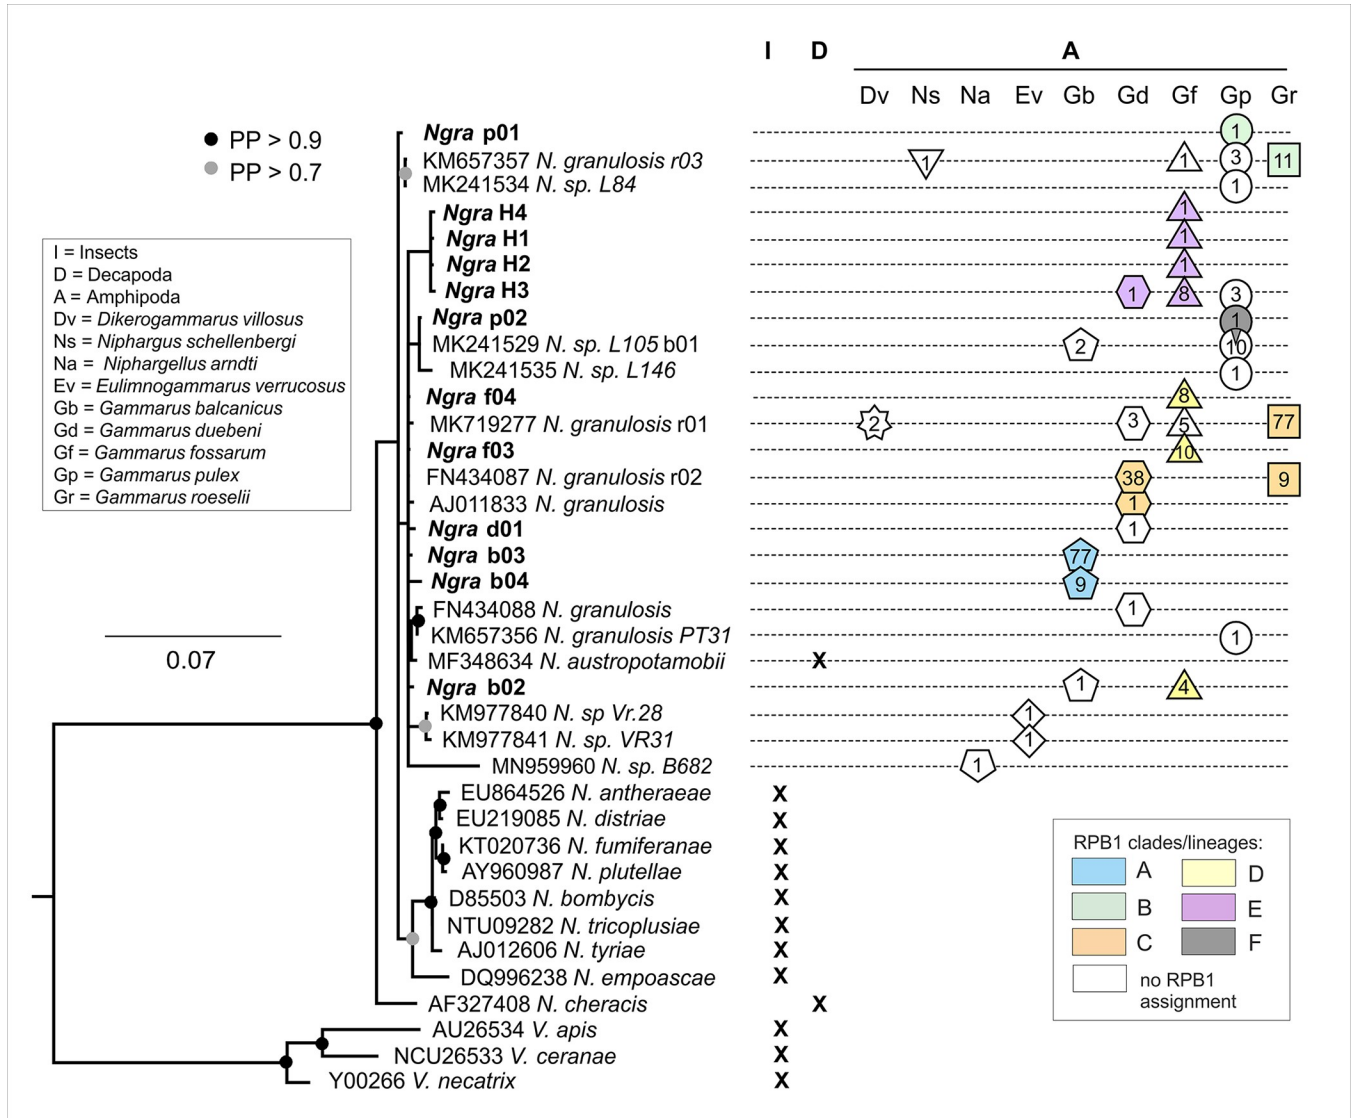 I D A
Dv Ns Na Ev Gb Gd Gf Gp Gr
PP > 0.9
PP > 0.7
I = Insects
D = Decapoda
A = Amphipoda
Dv = Dikerogammarus villosus
Ns = Niphargus schellenbergi
Na = Niphargellus arndti
Ev = Eulimnogammarus verrucosus
Gb = Gammarus balcanicus
Gd = Gammarus duebeni
Gf = Gammarus fossarum
Gp = Gammarus pulex
Gr = Gammarus roeselii
0.07
Ngra p01 1
KM657357 N. granulosis r03 1 1 3 11
MK241534 N. sp. L84 1
Ngra H4 1
Ngra H1 1
Ngra H2 1
Ngra H3 1 8 3
Ngra p02 1
MK241529 N. sp. L105 b01 2 10
MK241535 N. sp. L146 1
Ngra f04 8
MK719277 N. granulosis r01 2 3 5 77
Ngra f03 10
FN434087 N. granulosis r02 38 9
AJ011833 N. granulosis 1
Ngra d01 1
Ngra b03 77
Ngra b04 9
FN434088 N. granulosis 1
KM657356 N. granulosis PT31 1
MF348634 N. austropotamobii X
Ngra b02 1 4
KM977840 N. sp Vr.28 1
KM977841 N. sp. VR31 1
MN959960 N. sp. B682 1
EU864526 N. antheraeae X
EU219085 N. distriae X
KT020736 N. fumiferanae X
AY960987 N. plutellae X
D85503 N. bombycis X
NTU09282 N. tricoplusiae X
AJ012606 N. tyriae X
DQ996238 N. empoascae X
AF327408 N. cheracis X
AU26534 V. apis X
NCU26533 V. ceranae X
Y00266 V. necatrix X
RPB1 clades/lineages:
A D
B E
C F
no RPB1
assignment